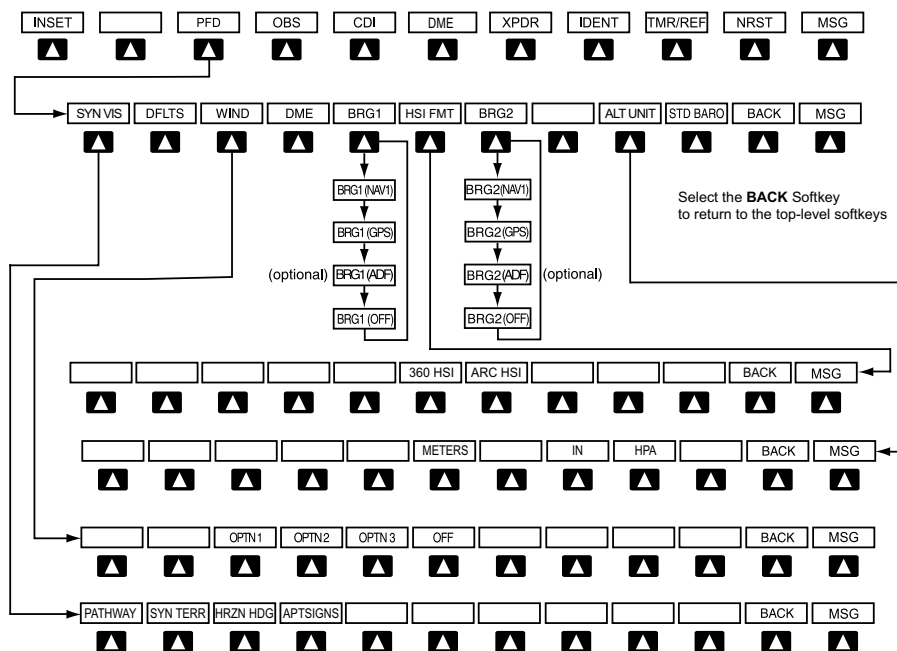 INSET PFD OBS CDI DME XPDR IDENT TMR/REF NRST MSG
SYN VIS DFLTS WIND DME BRG1 HSI FMT BRG2 ALT UNIT STD BARO BACK MSG
BRG1 (NAV1) BRG2 (NAV1)
Select the BACK Softkey
to return to the top-level softkeys
BRG1 (GPS) BRG2 (GPS)
(optional) BRG1 (ADF) BRG2 (ADF) (optional)
BRG1 (OFF) BRG2 (OFF)
360 HSI ARC HSI BACK MSG
METERS IN HPA BACK MSG
OPTN 1 OPTN 2 OPTN 3 OFF BACK MSG
PATHWAY SYN TERR HRZN HDG APTSIGNS BACK MSG